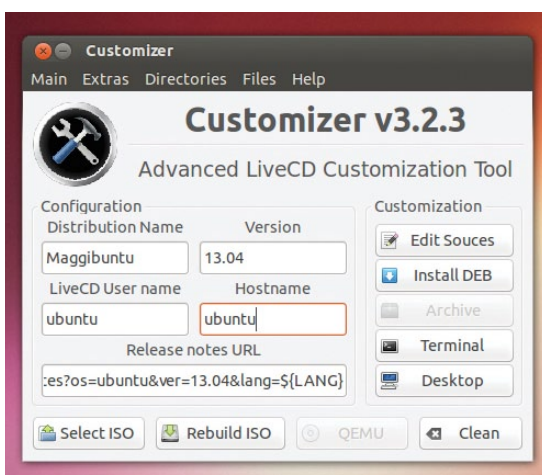 Customizer
Main Extras Directories Files Help
Customizer v3.2.3
Advanced LiveCD Customization Tool
Configuration
Distribution Name Version
Maggibuntu 13.04
LiveCD User name Hostname
ubuntu ubuntu
Release notes URL
:es?os=ubuntu&ver=13.04&lang=${LANG}
Customization
Edit Souces
Install DEB
Archive
Terminal
Desktop
Select ISO Rebuild ISO QEMU Clean